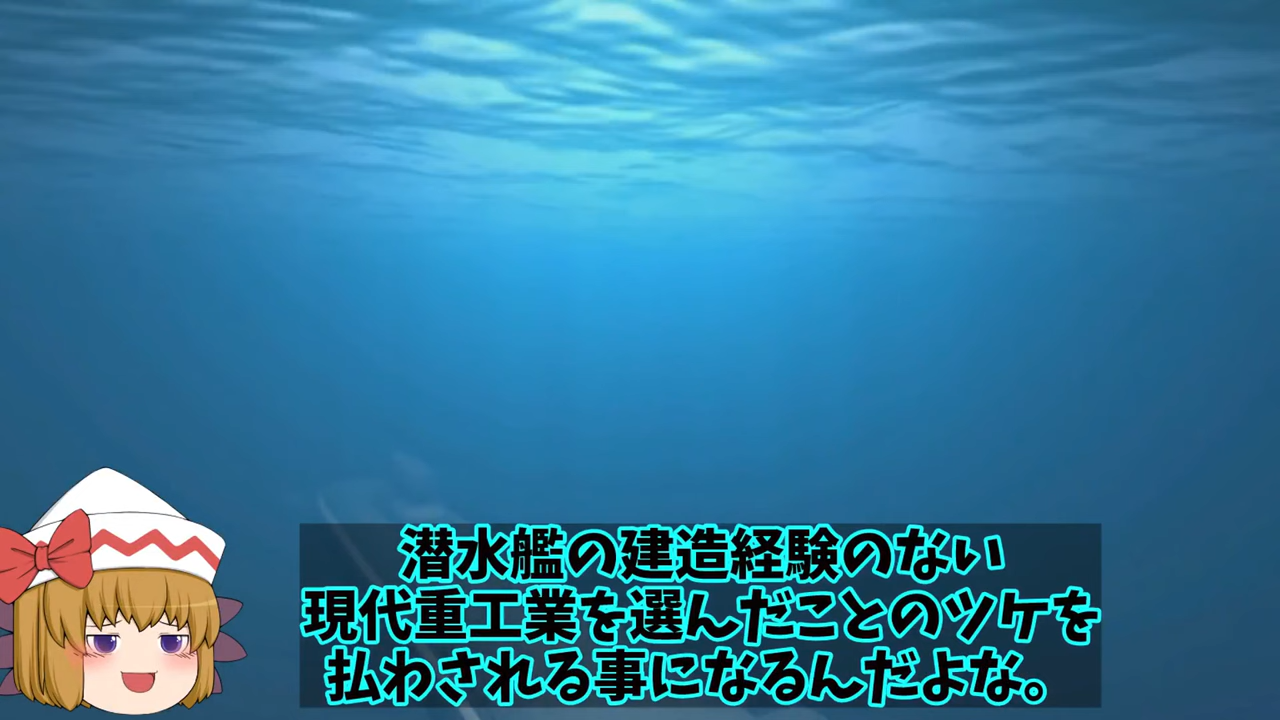 潜水艦の建造経験のない
現代重工業を選んだことのツケを
払わされる事になるんだよな。